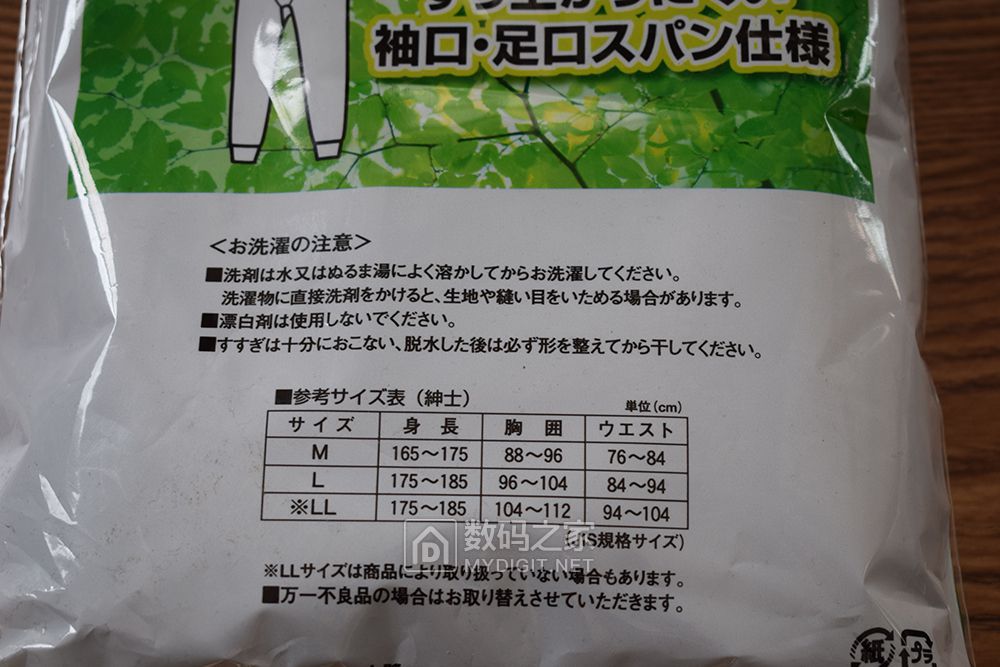 袖口・足口スパン仕様
＜お洗濯の注意＞
■洗剤は水又はぬるま湯によく溶かしてからお洗濯してください。
洗濯物に直接洗剤をかけると、生地や縫い目をいためる場合があります。
■漂白剤は使用しないでください。
■すすぎは十分におこない、脱水した後は必ず形を整えてから干してください。
■参考サイズ表（紳士） 単位(cm)
サイズ 身長 胸囲 ウエスト
M 165〜175 88〜96 76〜84
L 175〜185 96〜104 84〜94
※LL 175〜185 104〜112 94〜104
(JIS規格サイズ)
数码之家
MYDIGIT.NET
※LLサイズは商品により取り扱っていない場合もあります。
■万一不良品の場合はお取り替えさせていただきます。
紙 プラ